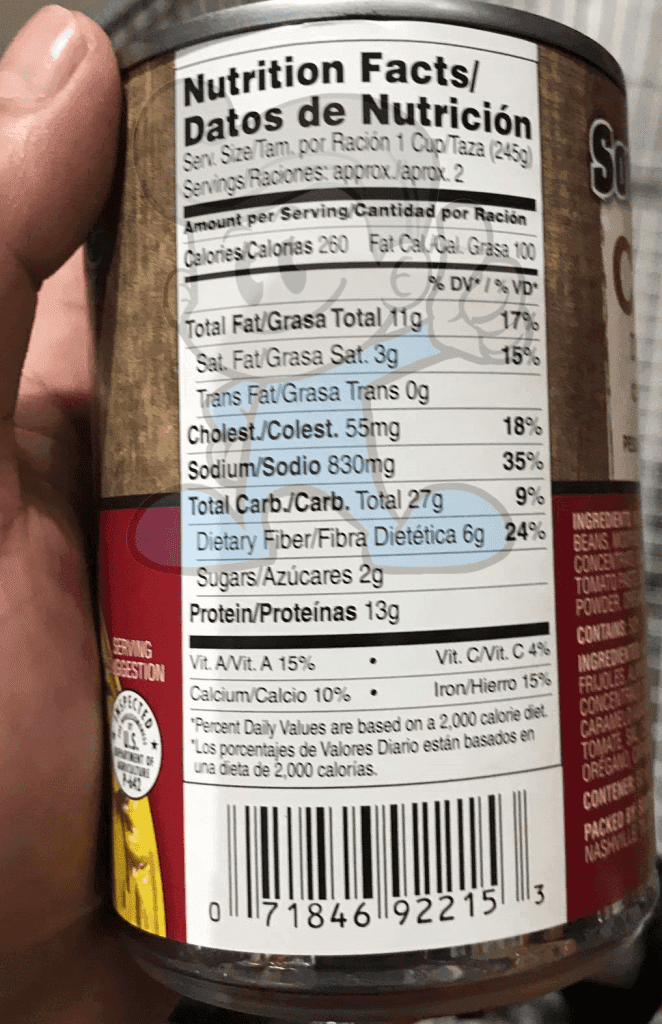 Nutrition Facts/
Datos de Nutrición
Serv. Size/Tam. por Ración 1 Cup/Taza (245g)
Servings/Raciones: approx./aprox. 2
Amount per Serving/Cantidad por Ración
Calories/Calorías 260 Fat Cal./Cal. Grasa 100
% DV*/% VD*
Total Fat/Grasa Total 11g 17%
Sat. Fat/Grasa Sat. 3g 15%
Trans Fat/Grasa Trans 0g
Cholest./Colest. 55mg 18%
Sodium/Sodio 830mg 35%
Total Carb./Carb. Total 27g 9%
Dietary Fiber/Fibra Dietética 6g 24%
Sugars/Azúcares 2g
Protein/Proteínas 13g
Vit. A/Vit. A 15% • Vit. C/Vit. C 4%
Calcium/Calcio 10% • Iron/Hierro 15%
*Percent Daily Values are based on a 2,000 calorie diet.
*Los porcentajes de Valores Diario están basados en
una dieta de 2,000 calorías.
0 71846 92215 3
SERVING
U.S.
DEPARTMENT OF
AGRICULTURE
P-642
So
BEANS,
TOMATO
POWDER,
CONTAINS
FRIJOLES
TOMATE
PACKED BY
NASHVILLE